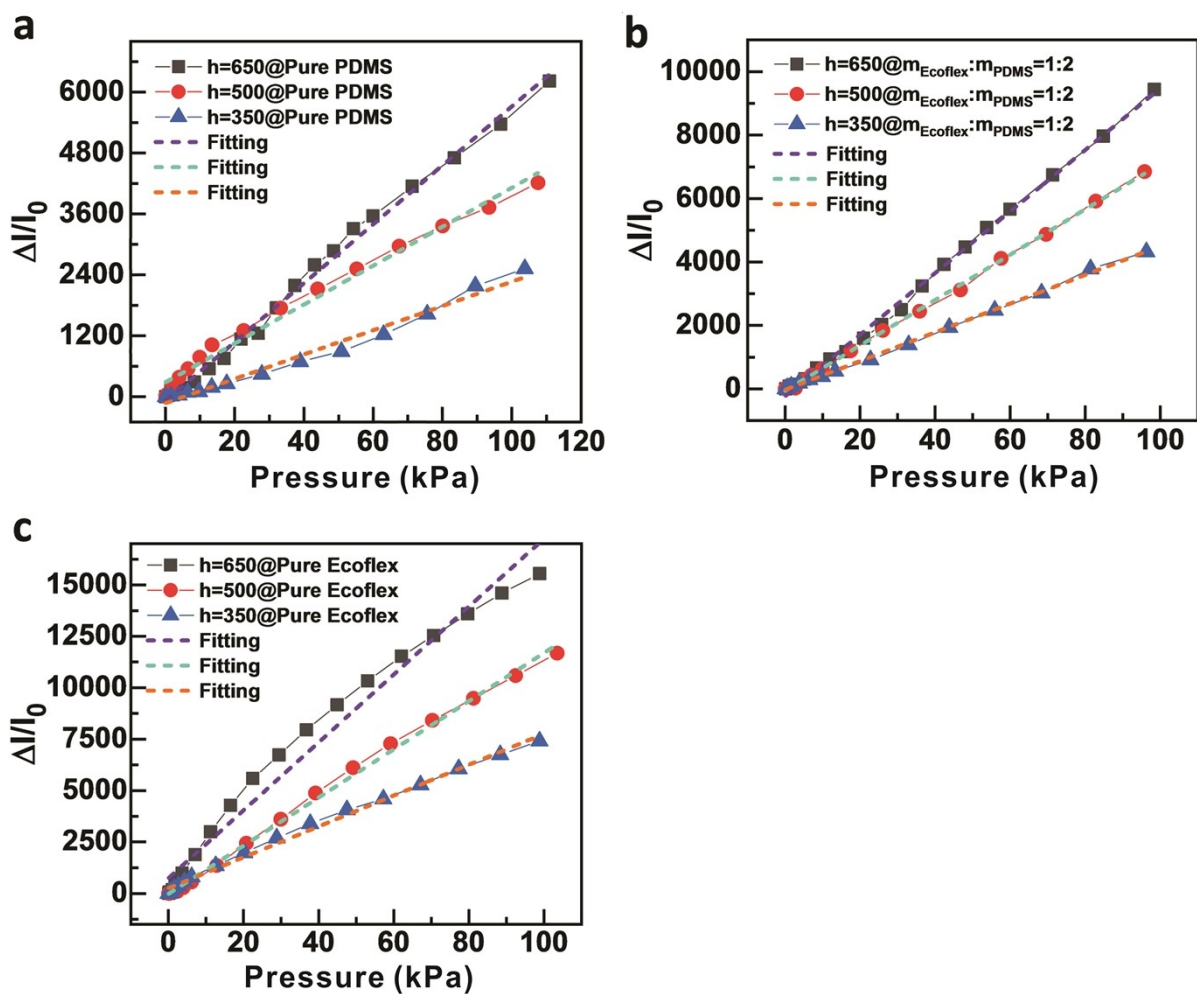 a
h=650@Pure PDMS
h=500@Pure PDMS
h=350@Pure PDMS
Fitting
Fitting
Fitting
6000
4800
3600
2400
1200
0
ΔI/I0
0 20 40 60 80 100 120
Pressure (kPa)
b
h=650@mEcoflex:mPDMS=1:2
h=500@mEcoflex:mPDMS=1:2
h=350@mEcoflex:mPDMS=1:2
Fitting
Fitting
Fitting
10000
8000
6000
4000
2000
0
ΔI/I0
0 20 40 60 80 100
Pressure (kPa)
c
h=650@Pure Ecoflex
h=500@Pure Ecoflex
h=350@Pure Ecoflex
Fitting
Fitting
Fitting
15000
12500
10000
7500
5000
2500
0
ΔI/I0
0 20 40 60 80 100
Pressure (kPa)